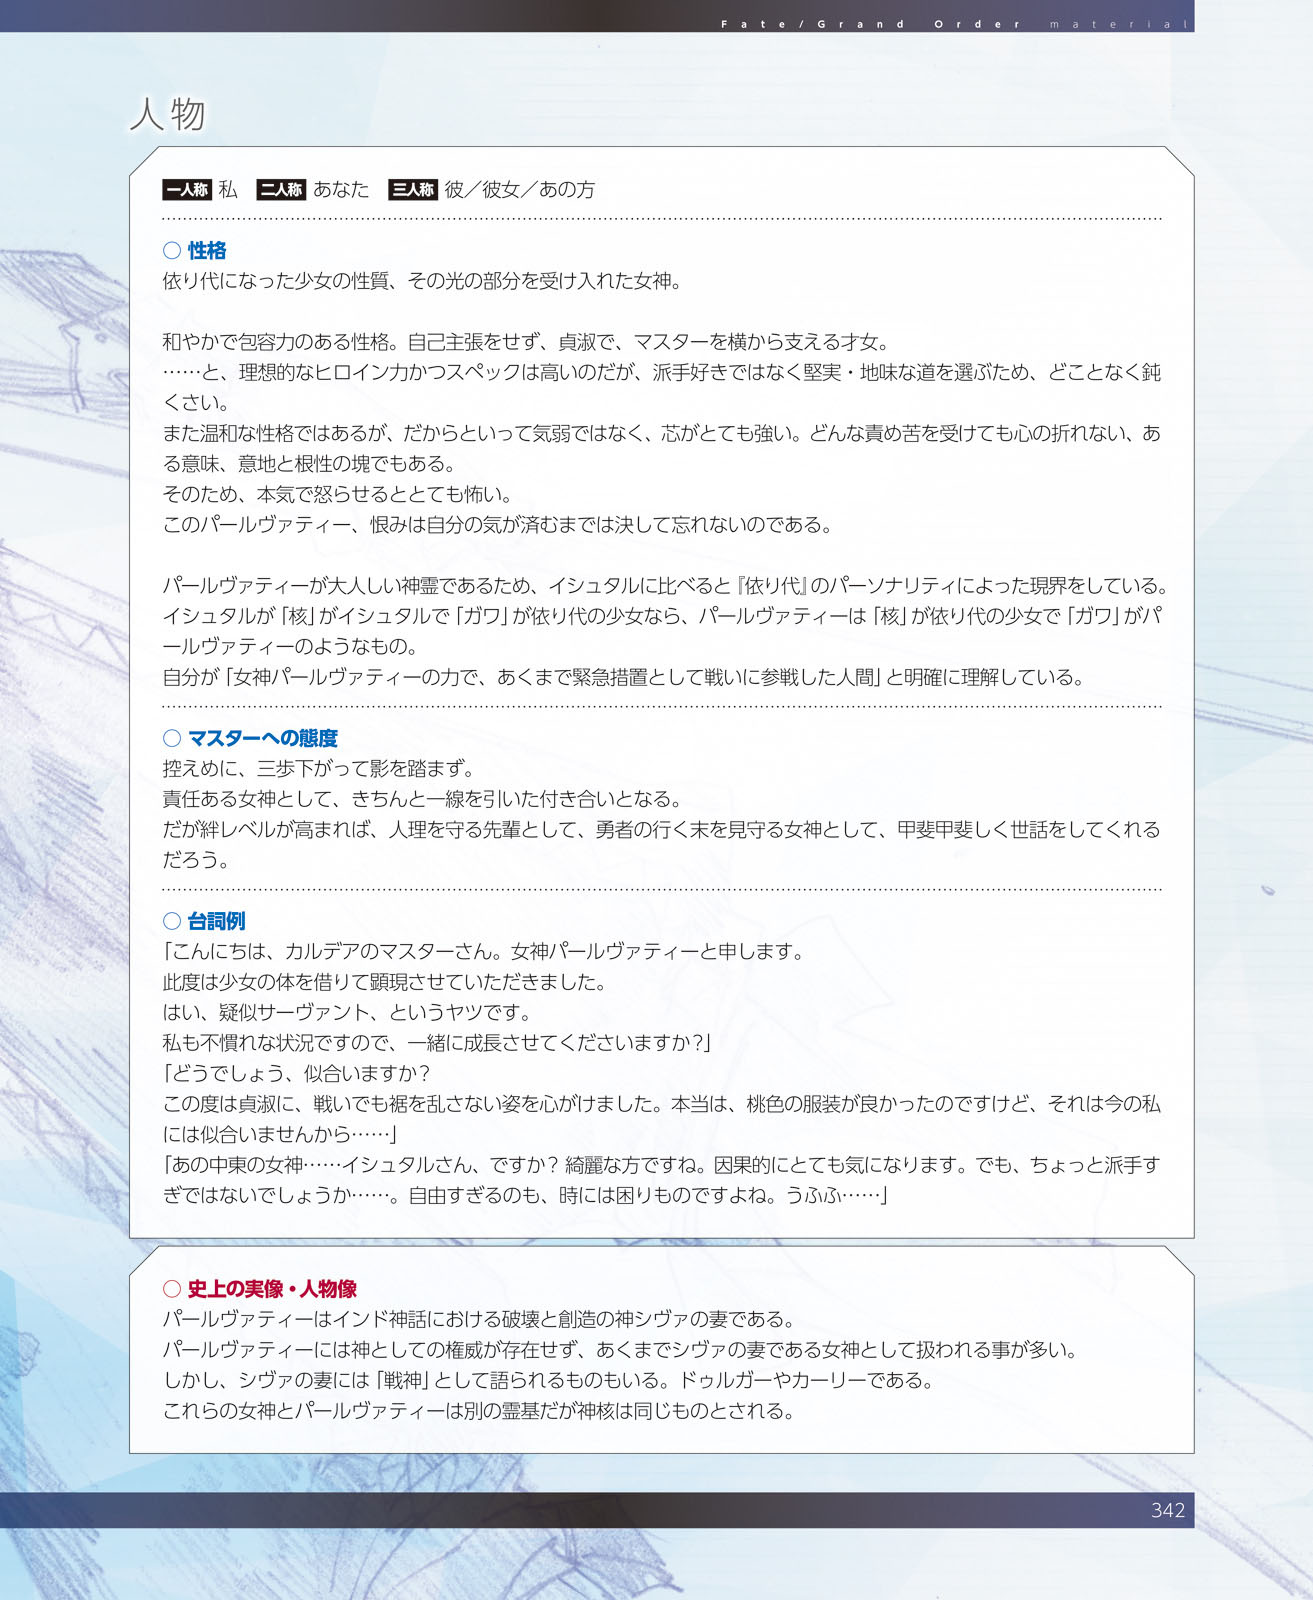 Fate/Grand Order material
人物
一人称 私 二人称 あなた 三人称 彼／彼女／あの方
○ 性格
依り代になった少女の性質、その光の部分を受け入れた女神。
和やかで包容力のある性格。自己主張をせず、貞淑で、マスターを横から支える才女。
……と、理想的なヒロイン力かつスペックは高いのだが、派手好きではなく堅実・地味な道を選ぶため、どことなく鈍
くさい。
また温和な性格ではあるが、だからといって気弱ではなく、芯がとても強い。どんな責め苦を受けても心の折れない、あ
る意味、意地と根性の塊でもある。
そのため、本気で怒らせるととても怖い。
このパールヴァティー、恨みは自分の気が済むまでは決して忘れないのである。
パールヴァティーが大人しい神霊であるため、イシュタルに比べると『依り代』のパーソナリティによった現界をしている。
イシュタルが「核」がイシュタルで「ガワ」が依り代の少女なら、パールヴァティーは「核」が依り代の少女で「ガワ」がパ
ールヴァティーのようなもの。
自分が「女神パールヴァティーの力で、あくまで緊急措置として戦いに参戦した人間」と明確に理解している。
○ マスターへの態度
控えめに、三歩下がって影を踏まず。
責任ある女神として、きちんと一線を引いた付き合いとなる。
だが絆レベルが高まれば、人理を守る先輩として、勇者の行く末を見守る女神として、甲斐甲斐しく世話をしてくれる
だろう。
○ 台詞例
「こんにちは、カルデアのマスターさん。女神パールヴァティーと申します。
此度は少女の体を借りて顕現させていただきました。
はい、疑似サーヴァント、というヤツです。
私も不慣れな状況ですので、一緒に成長させてくださいますか？」
「どうでしょう、似合いますか？
この度は貞淑に、戦いでも裾を乱さない姿を心がけました。本当は、桃色の服装が良かったのですけど、それは今の私
には似合いませんから……」
「あの中東の女神……イシュタルさん、ですか？ 綺麗な方ですね。因果的にとても気になります。でも、ちょっと派手す
ぎではないでしょうか……。自由すぎるのも、時には困りものですよね。うふふ……」
○ 史上の実像・人物像
パールヴァティーはインド神話における破壊と創造の神シヴァの妻である。
パールヴァティーには神としての権威が存在せず、あくまでシヴァの妻である女神として扱われる事が多い。
しかし、シヴァの妻には「戦神」として語られるものもいる。ドゥルガーやカーリーである。
これらの女神とパールヴァティーは別の霊基だが神核は同じものとされる。
342